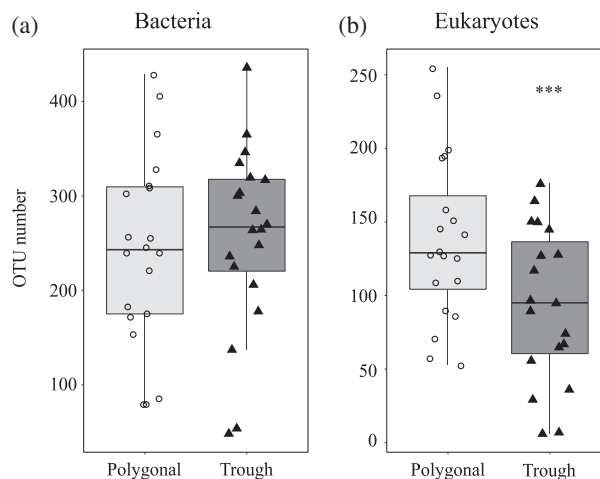 (a) Bacteria
OTU number
400
300
200
100
Polygonal Trough
(b) Eukaryotes
***
250
200
150
100
50
0
Polygonal Trough